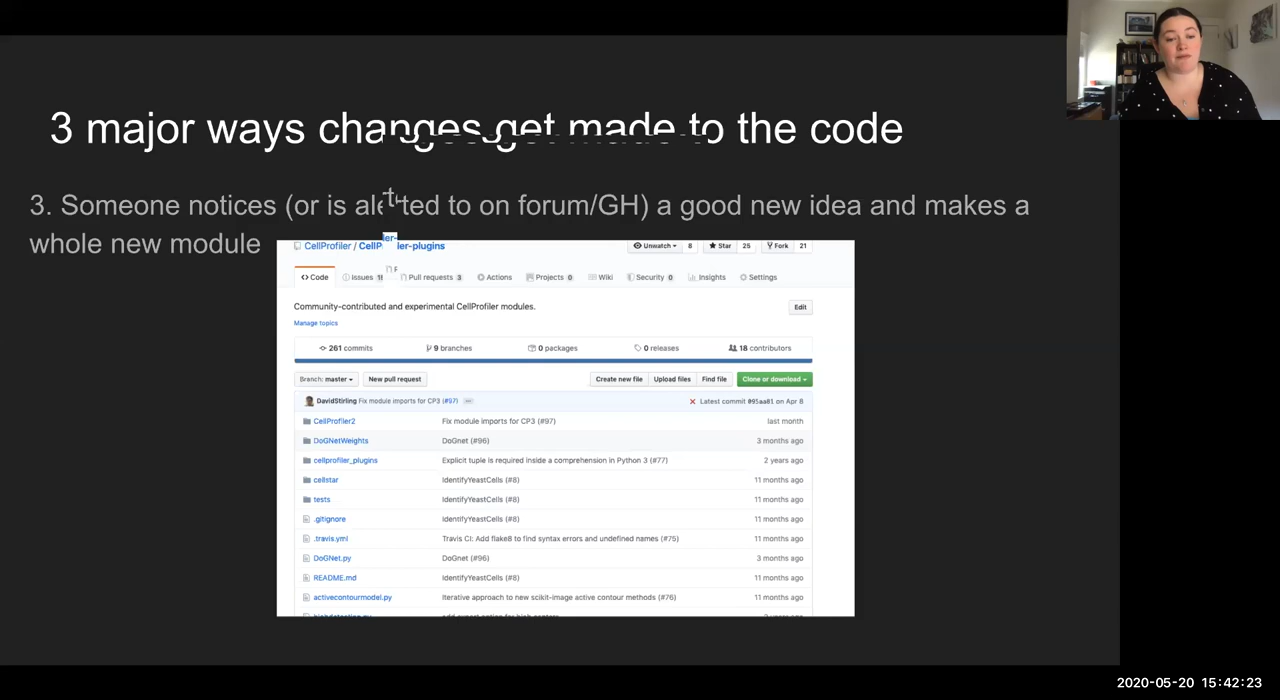 3 major ways changes get made to the code
3. Someone notices (or is alerted to on forum/GH) a good new idea and makes a
whole new module
CellProfiler / CellProfiler-plugins
Unwatch 8 Star 25 Fork 21
Code Issues Pull requests 3 Actions Projects 0 Wiki Security 0 Insights Settings
Community-contributed and experimental CellProfiler modules. Edit
Manage topics
261 commits 9 branches 0 packages 0 releases 18 contributors
Branch: master New pull request Create new file Upload files Find file Clone or download
DavidStirling Fix module imports for CP3 (#97) Latest commit 095aa81 on Apr 8
CellProfiler2 Fix module imports for CP3 (#97) last month
DoGNetWeights DoGnet (#96) 3 months ago
cellprofiler_plugins Explicit tuple is required inside a comprehension in Python 3 (#77) 2 years ago
cellstar IdentifyYeastCells (#8) 11 months ago
tests IdentifyYeastCells (#8) 11 months ago
.gitignore IdentifyYeastCells (#8) 11 months ago
.travis.yml Travis CI: Add flake8 to find syntax errors and undefined names (#75) 11 months ago
DoGNet.py DoGnet (#96) 3 months ago
README.md IdentifyYeastCells (#8) 11 months ago
activecontourmodel.py Iterative approach to new scikit-image active contour methods (#76) 11 months ago
2020-05-20 15:42:23